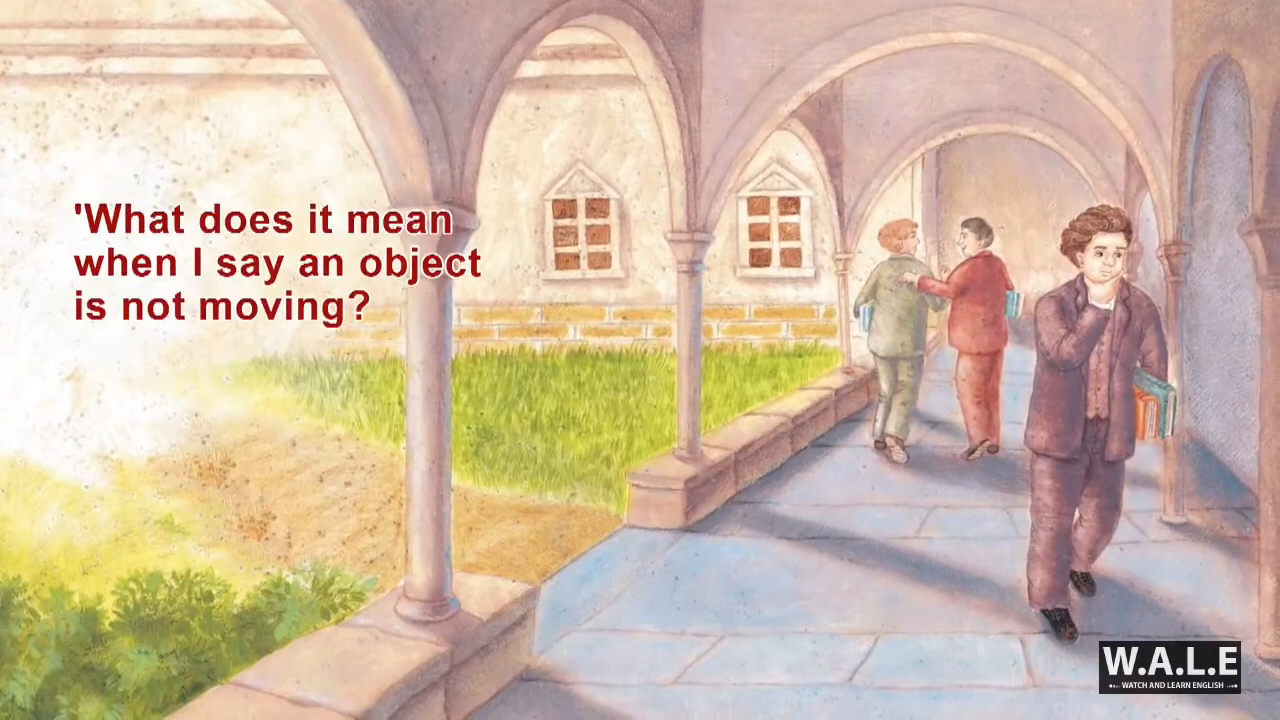 'What does it mean
when I say an object
is not moving?
W.A.L.E
WATCH AND LEARN ENGLISH